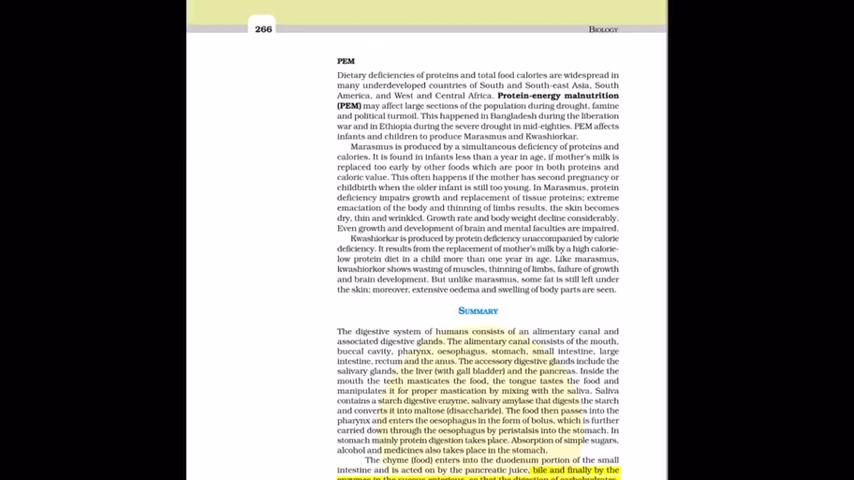 266
BIOLOGY
PEM
Dietary deficiencies of proteins and total food calories are widespread in
many underdeveloped countries of South and South-east Asia, South
America, and West and Central Africa. Protein-energy malnutrition
(PEM) may affect large sections of the population during drought, famine
and political turmoil. This happened in Bangladesh during the liberation
war and in Ethiopia during the severe drought in mid-eighties. PEM affects
infants and children to produce Marasmus and Kwashiorkar.
Marasmus is produced by a simultaneous deficiency of proteins and
calories. It is found in infants less than a year in age, if mother's milk is
replaced too early by other foods which are poor in both proteins and
caloric value. This often happens if the mother has second pregnancy or
childbirth when the older infant is still too young. In Marasmus, protein
deficiency impairs growth and replacement of tissue proteins; extreme
emaciation of the body and thinning of limbs results, the skin becomes
dry, thin and wrinkled. Growth rate and body weight decline considerably.
Even growth and development of brain and mental faculties are impaired.
Kwashiorkar is produced by protein deficiency unaccompanied by calorie
deficiency. It results from the replacement of mother's milk by a high calorie-
low protein diet in a child more than one year in age. Like marasmus,
kwashiorkor shows wasting of muscles, thinning of limbs, failure of growth
and brain development. But unlike marasmus, some fat is still left under
the skin; moreover, extensive oedema and swelling of body parts are seen.
SUMMARY
The digestive system of humans consists of an alimentary canal and
associated digestive glands. The alimentary canal consists of the mouth,
buccal cavity, pharynx, oesophagus, stomach, small intestine, large
intestine, rectum and the anus. The accessory digestive glands include the
salivary glands, the liver (with gall bladder) and the pancreas. Inside the
mouth the teeth masticates the food, the tongue tastes the food and
manipulates it for proper mastication by mixing with the saliva. Saliva
contains a starch digestive enzyme, salivary amylase that digests the starch
and converts it into maltose (disaccharide). The food then passes into the
pharynx and enters the oesophagus in the form of bolus, which is further
carried down through the oesophagus by peristalsis into the stomach. In
stomach mainly protein digestion takes place. Absorption of simple sugars,
alcohol and medicines also takes place in the stomach.
The chyme (food) enters into the duodenum portion of the small
intestine and is acted on by the pancreatic juice, bile and finally by the
enzymes in the succus entericus, so that the digestion of carbohydrates,